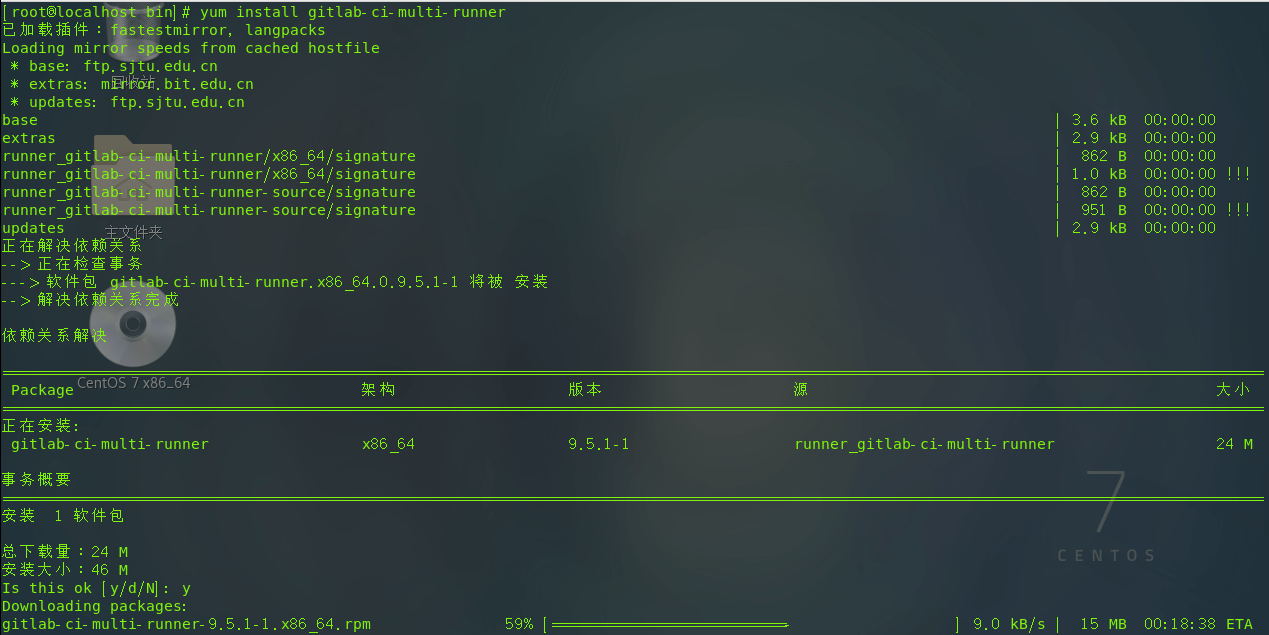 [root@localhost bin]# yum install gitlab-ci-multi-runner
已加载插件：fastestmirror, langpacks
Loading mirror speeds from cached hostfile
 * base: ftp.sjtu.edu.cn
回收站
 * extras: mirror.bit.edu.cn
 * updates: ftp.sjtu.edu.cn
base | 3.6 kB 00:00:00
extras | 2.9 kB 00:00:00
runner_gitlab-ci-multi-runner/x86_64/signature | 862 B 00:00:00
runner_gitlab-ci-multi-runner/x86_64/signature | 1.0 kB 00:00:00 !!!
runner_gitlab-ci-multi-runner-source/signature | 862 B 00:00:00
runner_gitlab-ci-multi-runner-source/signature | 951 B 00:00:00 !!!
updates | 2.9 kB 00:00:00
主文件夹
正在解决依赖关系
--> 正在检查事务
---> 软件包 gitlab-ci-multi-runner.x86_64.0.9.5.1-1 将被 安装
--> 解决依赖关系完成
依赖关系解决
CentOS 7 x86_64
Package 架构 版本 源 大小
正在安装:
gitlab-ci-multi-runner x86_64 9.5.1-1 runner_gitlab-ci-multi-runner 24 M
事务概要
安装 1 软件包
7
CENTOS
总下载量：24 M
安装大小：46 M
Is this ok [y/d/N]: y
Downloading packages:
gitlab-ci-multi-runner-9.5.1-1.x86_64.rpm 59% [========================- ] 9.0 kB/s | 15 MB 00:18:38 ETA